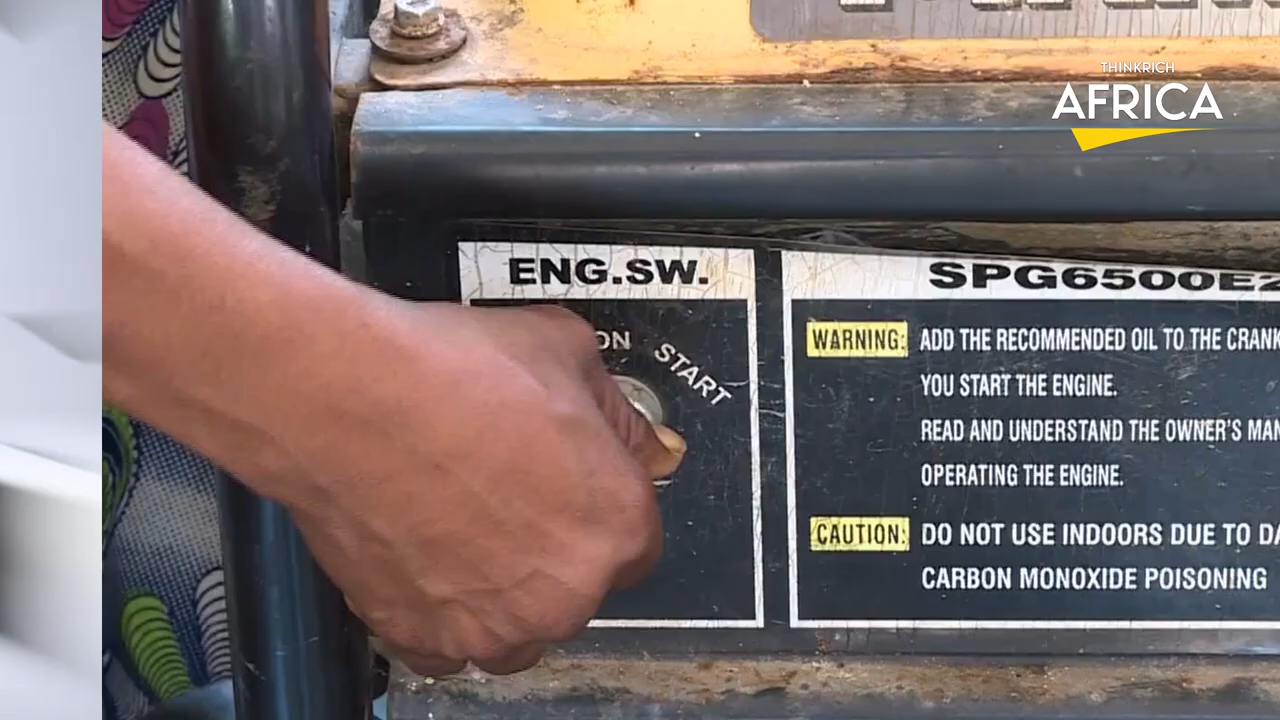 THINKRICH
AFRICA
ENG.SW.
ON
START
SPG6500E2
WARNING: ADD THE RECOMMENDED OIL TO THE CRANK
YOU START THE ENGINE.
READ AND UNDERSTAND THE OWNER'S MAN
OPERATING THE ENGINE.
CAUTION: DO NOT USE INDOORS DUE TO DA
CARBON MONOXIDE POISONING